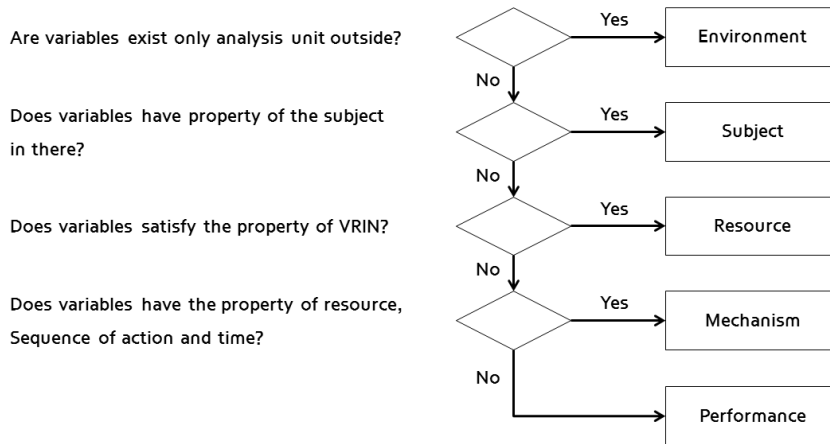 Are variables exist only analysis unit outside?
Yes
Environment
No
Does variables have property of the subject
in there?
Yes
Subject
No
Does variables satisfy the property of VRIN?
Yes
Resource
No
Does variables have the property of resource,
Sequence of action and time?
Yes
Mechanism
No
Performance